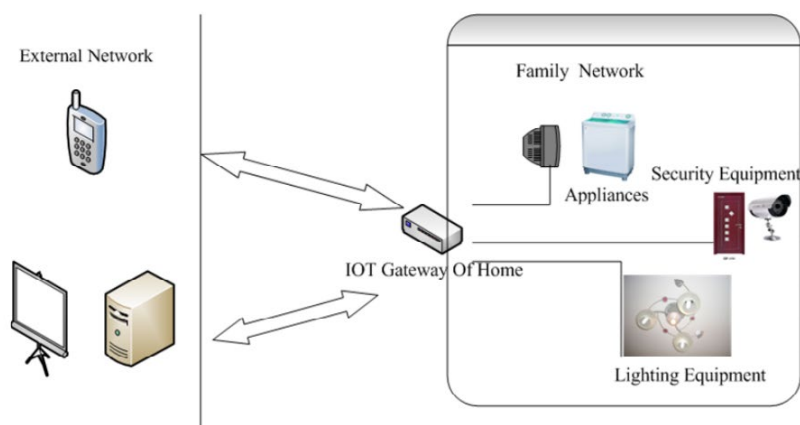 External Network
Family Network
Security Equipment
Appliances
IOT Gateway Of Home
Lighting Equipment